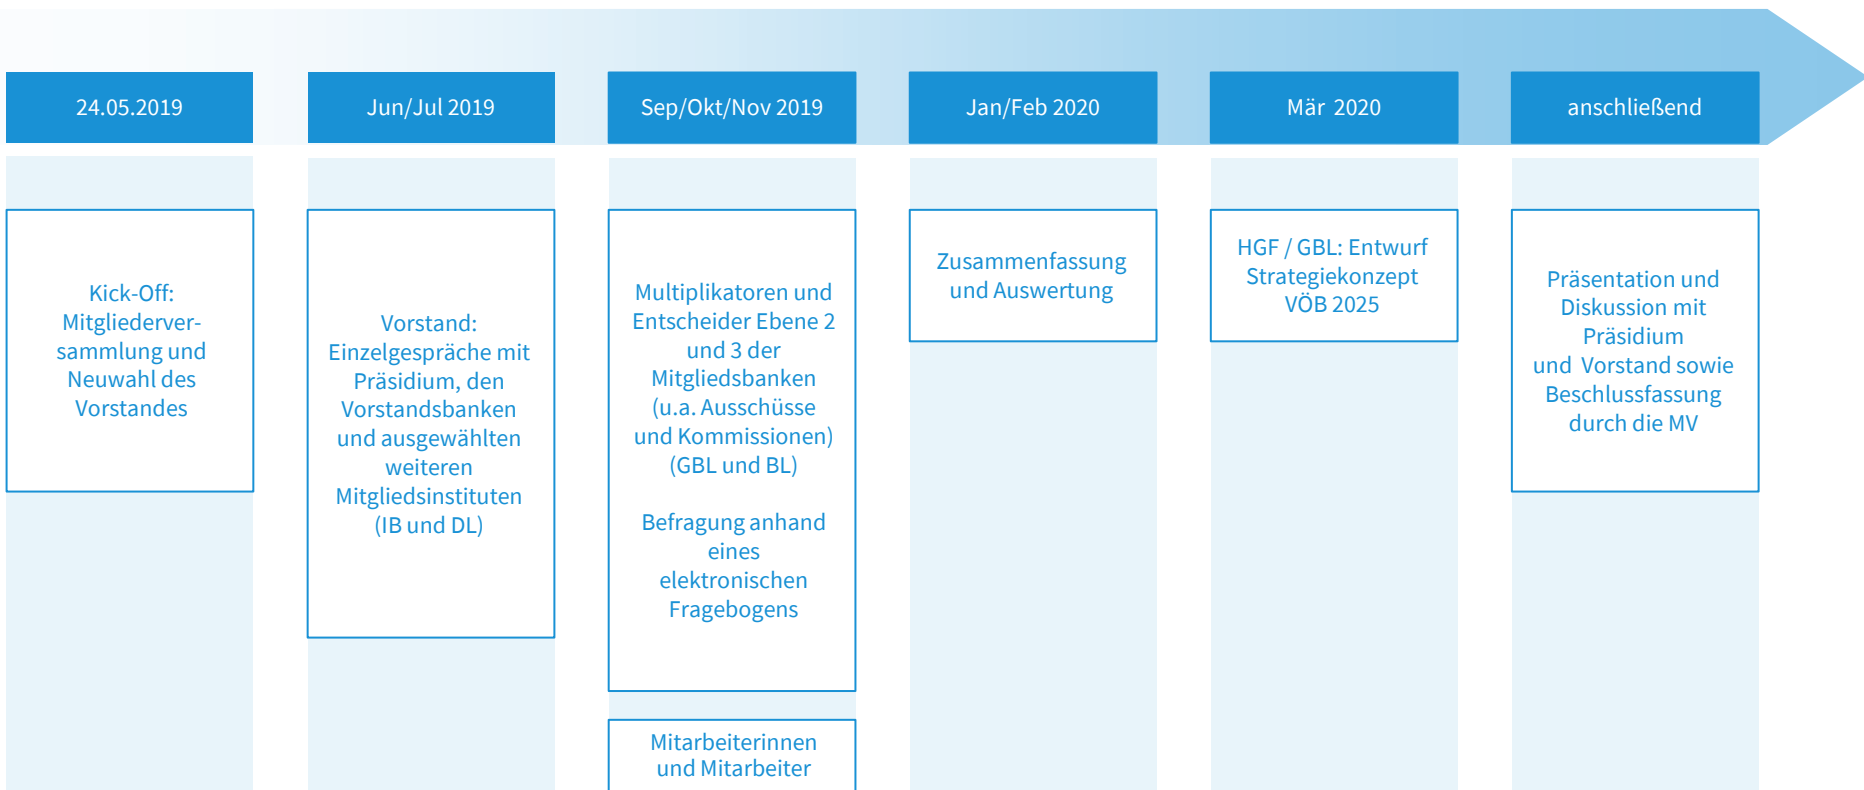 24.05.2019
Jun/Jul 2019
Sep/Okt/Nov 2019
Jan/Feb 2020
Mär 2020
anschließend
Kick-Off:
Mitgliederver-
sammlung und
Neuwahl des
Vorstandes
Vorstand:
Einzelgespräche mit
Präsidium, den
Vorstandsbanken
und ausgewählten
weiteren
Mitgliedsinstituten
(IB und DL)
Multiplikatoren und
Entscheider Ebene 2
und 3 der
Mitgliedsbanken
(u.a. Ausschüsse
und Kommissionen)
(GBL und BL)
Befragung anhand
eines
elektronischen
Fragebogens
Mitarbeiterinnen
und Mitarbeiter
Zusammenfassung
und Auswertung
HGF / GBL: Entwurf
Strategiekonzept
VÖB 2025
Präsentation und
Diskussion mit
Präsidium
und Vorstand sowie
Beschlussfassung
durch die MV